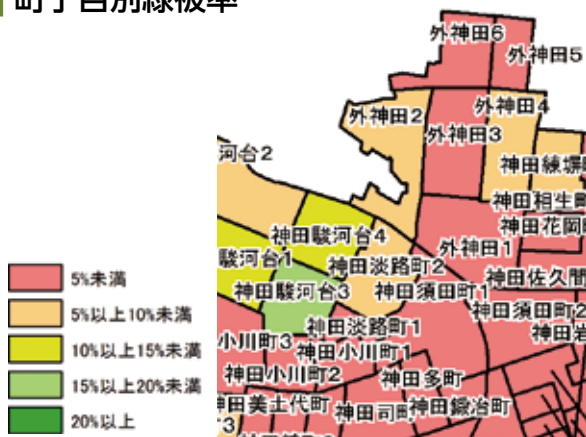 町丁目別緑被率
外神田6
外神田5
外神田2
外神田4
外神田3
河台2
神田練塀
神田相生町
神田花岡町
神田駿河台4
外神田1
駿河台1
神田淡路町2
神田佐久間
神田駿河台3
神田須田町1
神田須田町2
神田淡路町1
神田岩
小川町3
神田小川町1
神田小川町2
神田多町
田美土代町
神田司町
神田鍛冶町
5%未満
5%以上10%未満
10%以上15%未満
15%以上20%未満
20%以上